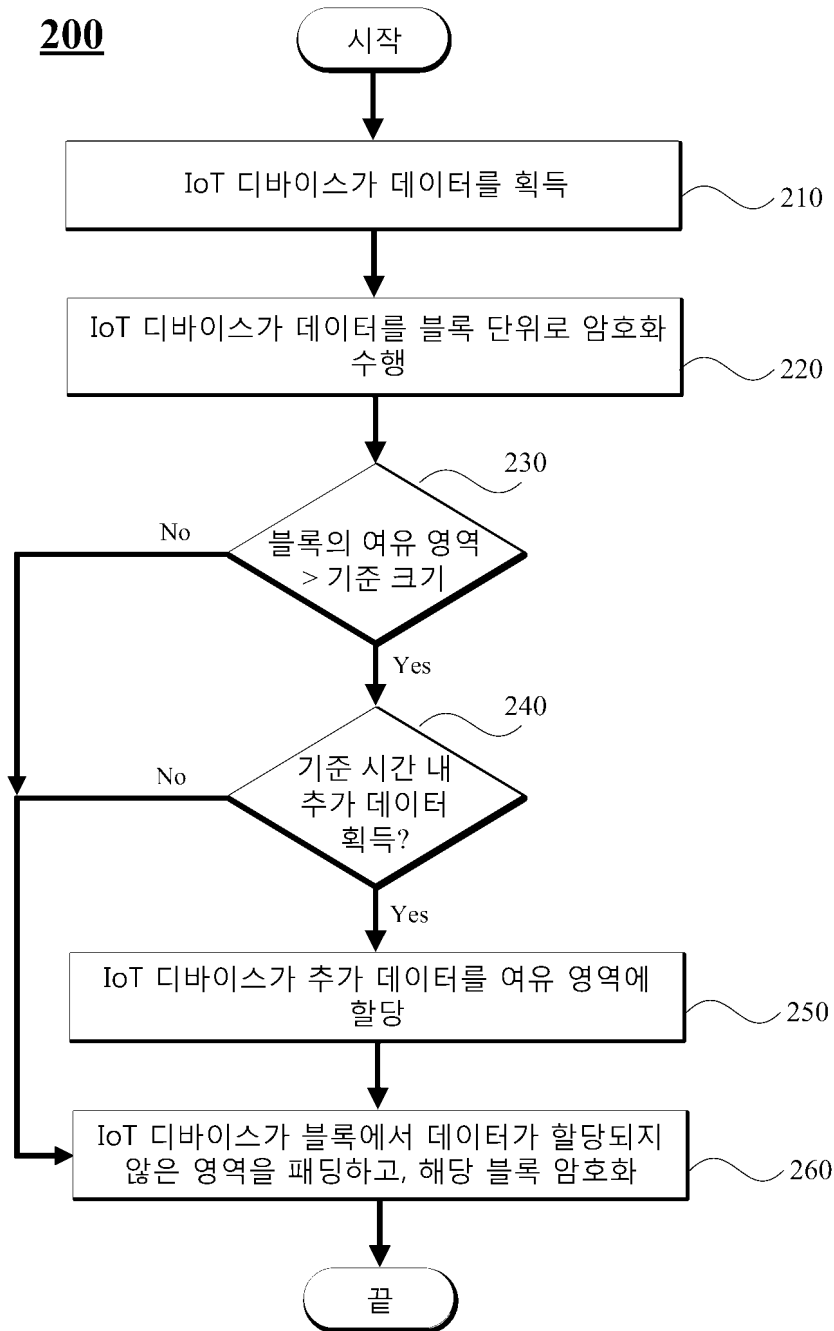 200
시작
IoT 디바이스가 데이터를 획득
210
IoT 디바이스가 데이터를 블록 단위로 암호화
수행
220
230
No
블록의 여유 영역
> 기준 크기
Yes
240
No
기준 시간 내
추가 데이터
획득?
Yes
IoT 디바이스가 추가 데이터를 여유 영역에
할당
250
IoT 디바이스가 블록에서 데이터가 할당되지
않은 영역을 패딩하고, 해당 블록 암호화
260
끝